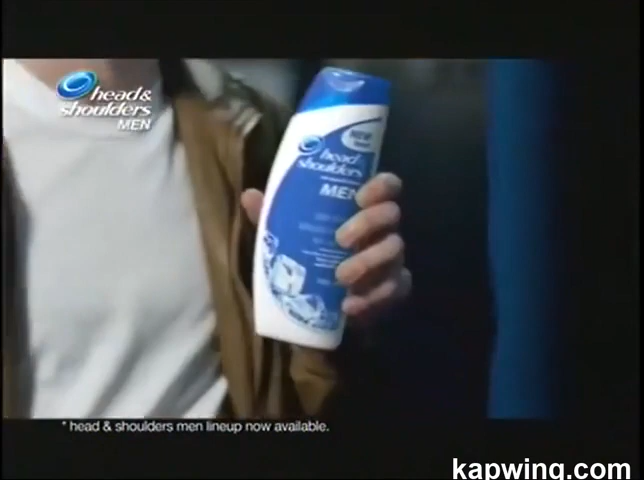 head &
shoulders
MEN
NEW
head &
shoulders
MEN
* head & shoulders men lineup now available.
kapwing.com